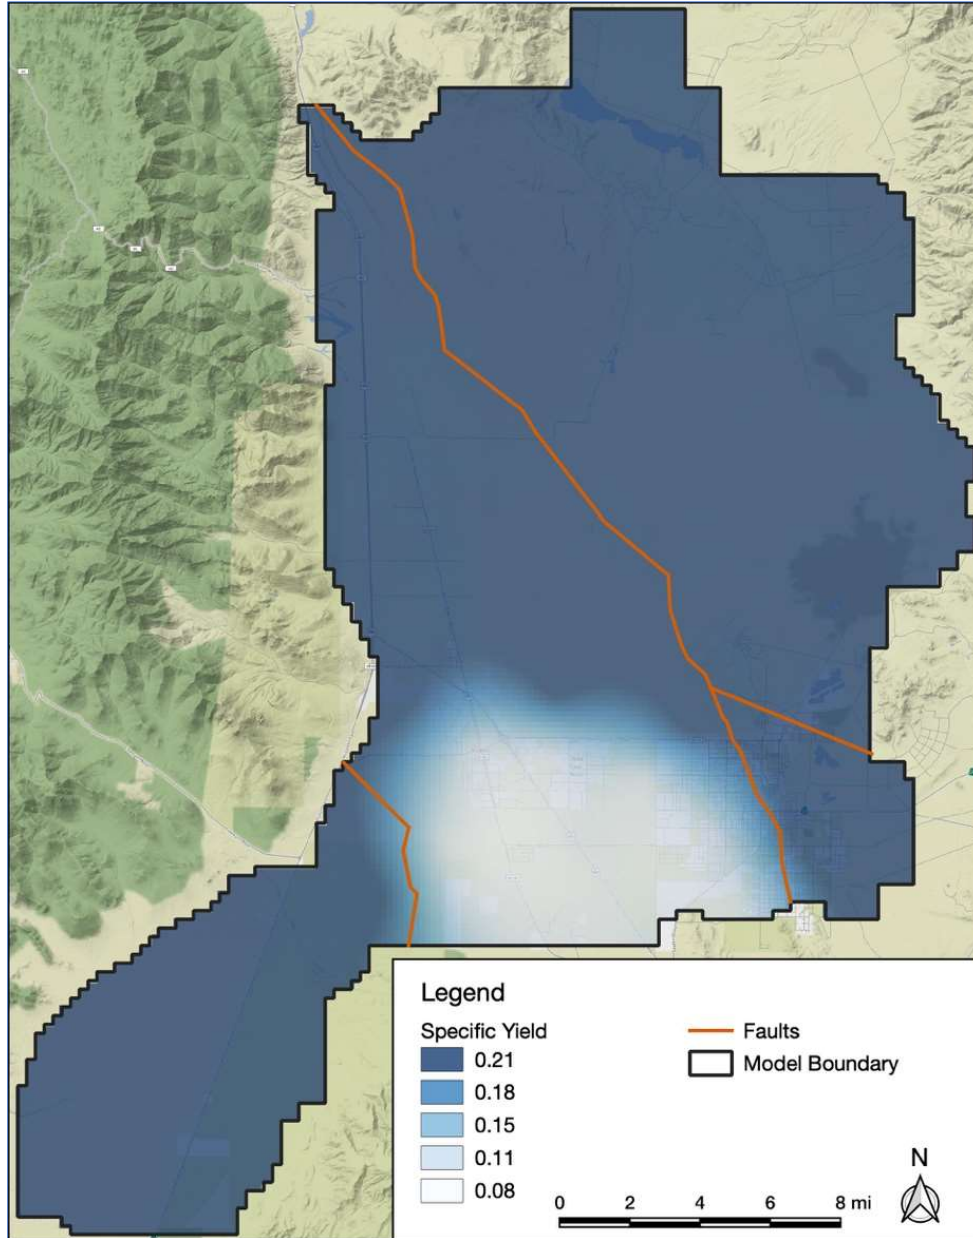 Legend
Specific Yield
0.21
0.18
0.15
0.11
0.08
Faults
Model Boundary
0 2 4 6 8 mi
N